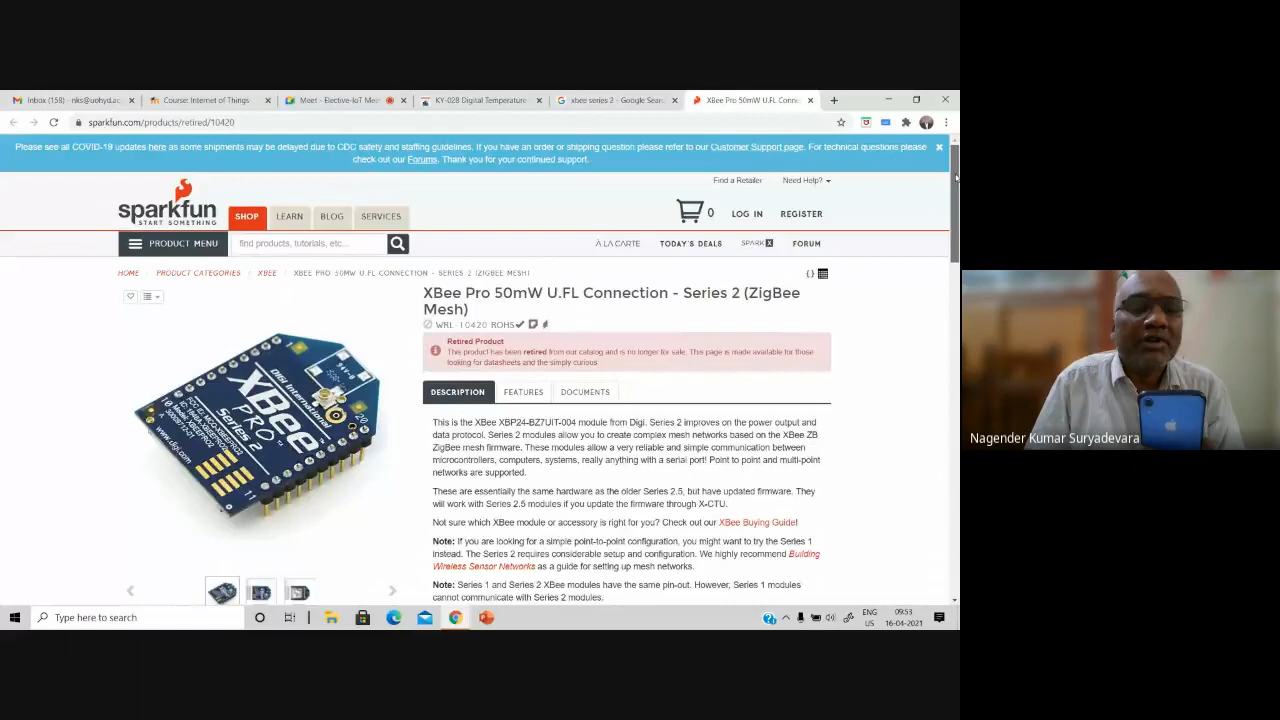 Inbox (158) - nks@uohyd.ac
Course: Internet of Things
Meet - Elective-IoT Me
KY-028 Digital Temperature
xbee series 2 - Google Sear
XBee Pro 50mW U.FL Conne
sparkfun.com/products/retired/10420
Please see all COVID-19 updates here as some shipments may be delayed due to CDC safety and staffing guidelines. If you have an order or shipping question please refer to our Customer Support page. For technical questions please
check out our Forums. Thank you for your continued support.
Find a Retailer
Need Help?
sparkfun
START SOMETHING
SHOP
LEARN
BLOG
SERVICES
0
LOG IN
REGISTER
PRODUCT MENU
find products, tutorials, etc...
À LA CARTE
TODAY'S DEALS
SPARK X
FORUM
HOME
PRODUCT CATEGORIES
XBEE
XBEE PRO 50MW U.FL CONNECTION - SERIES 2 (ZIGBEE MESH)
{ }
XBee Pro 50mW U.FL Connection - Series 2 (ZigBee
Mesh)
WRL-10420 ROHS✔
Retired Product
This product has been retired from our catalog and is no longer for sale. This page is made available for those
looking for datasheets and the simply curious.
DESCRIPTION
FEATURES
DOCUMENTS
This is the XBee XBP24-BZ7UIT-004 module from Digi. Series 2 improves on the power output and
data protocol. Series 2 modules allow you to create complex mesh networks based on the XBee ZB
ZigBee mesh firmware. These modules allow a very reliable and simple communication between
microcontrollers, computers, systems, really anything with a serial port! Point to point and multi-point
networks are supported.
These are essentially the same hardware as the older Series 2.5, but have updated firmware. They
will work with Series 2.5 modules if you update the firmware through X-CTU.
Not sure which XBee module or accessory is right for you? Check out our XBee Buying Guide!
Note: If you are looking for a simple point-to-point configuration, you might want to try the Series 1
instead. The Series 2 requires considerable setup and configuration. We highly recommend Building
Wireless Sensor Networks as a guide for setting up mesh networks.
Note: Series 1 and Series 2 XBee modules have the same pin-out. However, Series 1 modules
cannot communicate with Series 2 modules.
DIGI International
XBee
PRO
Series 2
www.digi.com
10
11
20
1
Nagender Kumar Suryadevara
Type here to search
ENG
US
09:53
16-04-2021